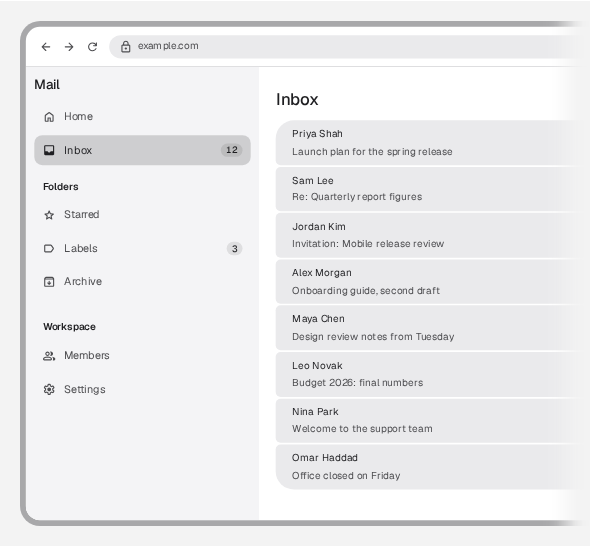 example.com
Mail
Home
Inbox 12
Folders
Starred
Labels 3
Archive
Workspace
Members
Settings
Inbox
Priya Shah
Launch plan for the spring release
Sam Lee
Re: Quarterly report figures
Jordan Kim
Invitation: Mobile release review
Alex Morgan
Onboarding guide, second draft
Maya Chen
Design review notes from Tuesday
Leo Novak
Budget 2026: final numbers
Nina Park
Welcome to the support team
Omar Haddad
Office closed on Friday